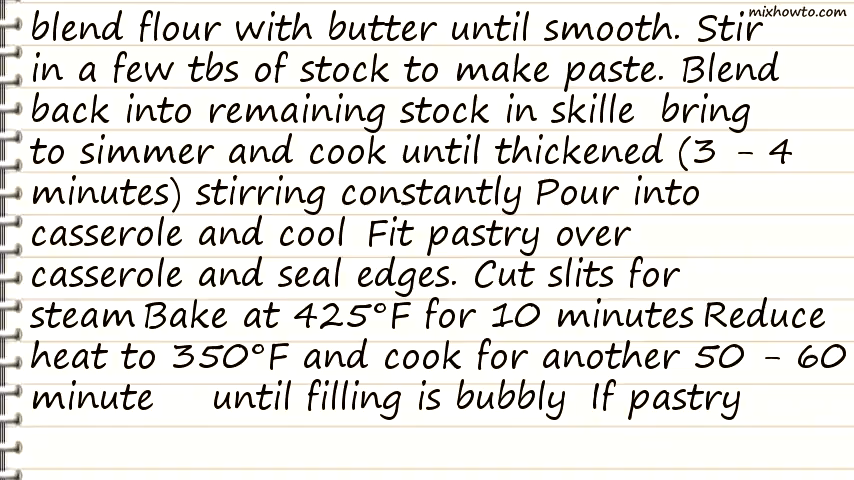 mixhowto.com
blend flour with butter until smooth. Stir
in a few tbs of stock to make paste. Blend
back into remaining stock in skille bring
to simmer and cook until thickened (3 - 4
minutes) stirring constantly Pour into
casserole and cool Fit pastry over
casserole and seal edges. Cut slits for
steam Bake at 425°F for 10 minutes Reduce
heat to 350°F and cook for another 50 - 60
minute until filling is bubbly If pastry